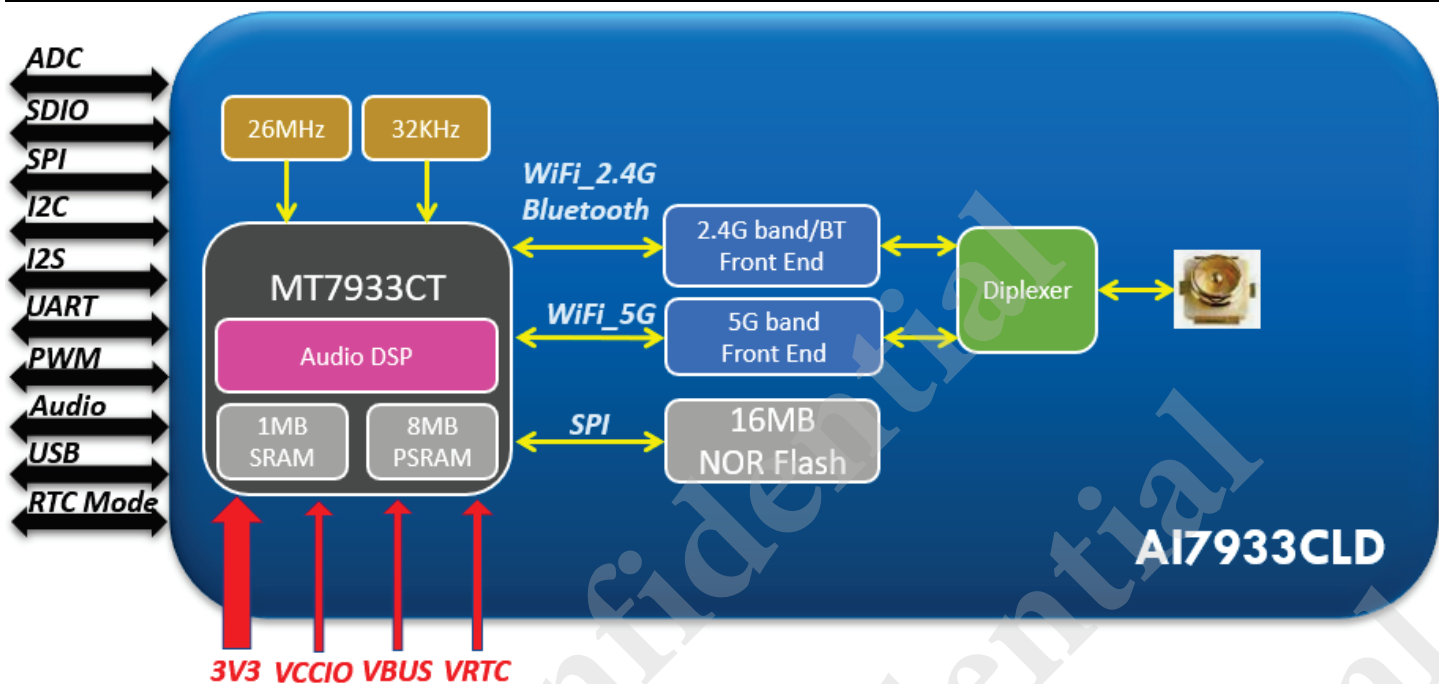 ADC
SDIO
SPI
I2C
I2S
UART
PWM
Audio
USB
RTC Mode
26MHz
32KHz
MT7933CT
Audio DSP
1MB
SRAM
8MB
PSRAM
WiFi_2.4G
Bluetooth
WiFi_5G
SPI
2.4G band/BT
Front End
5G band
Front End
16MB
NOR Flash
Diplexer
AI7933CLD
3V3
VCCIO
VBUS
VRTC